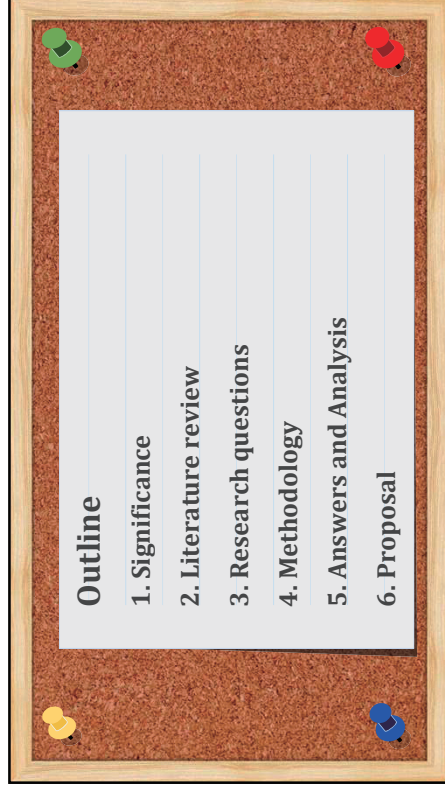 Outline
1. Significance
2. Literature review
3. Research questions
4. Methodology
5. Answers and Analysis
6. Proposal